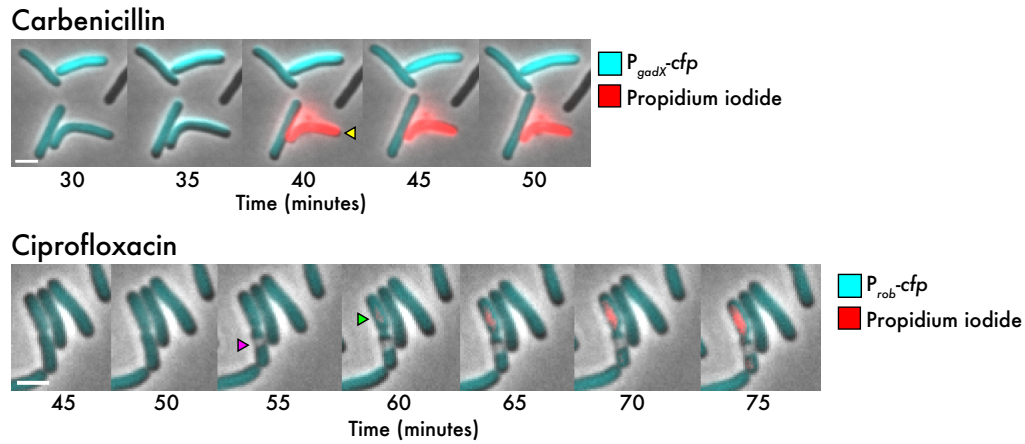 Carbenicillin
P_gadX-cfp
Propidium iodide
30 35 40 45 50
Time (minutes)
Ciprofloxacin
P_rob-cfp
Propidium iodide
45 50 55 60 65 70 75
Time (minutes)